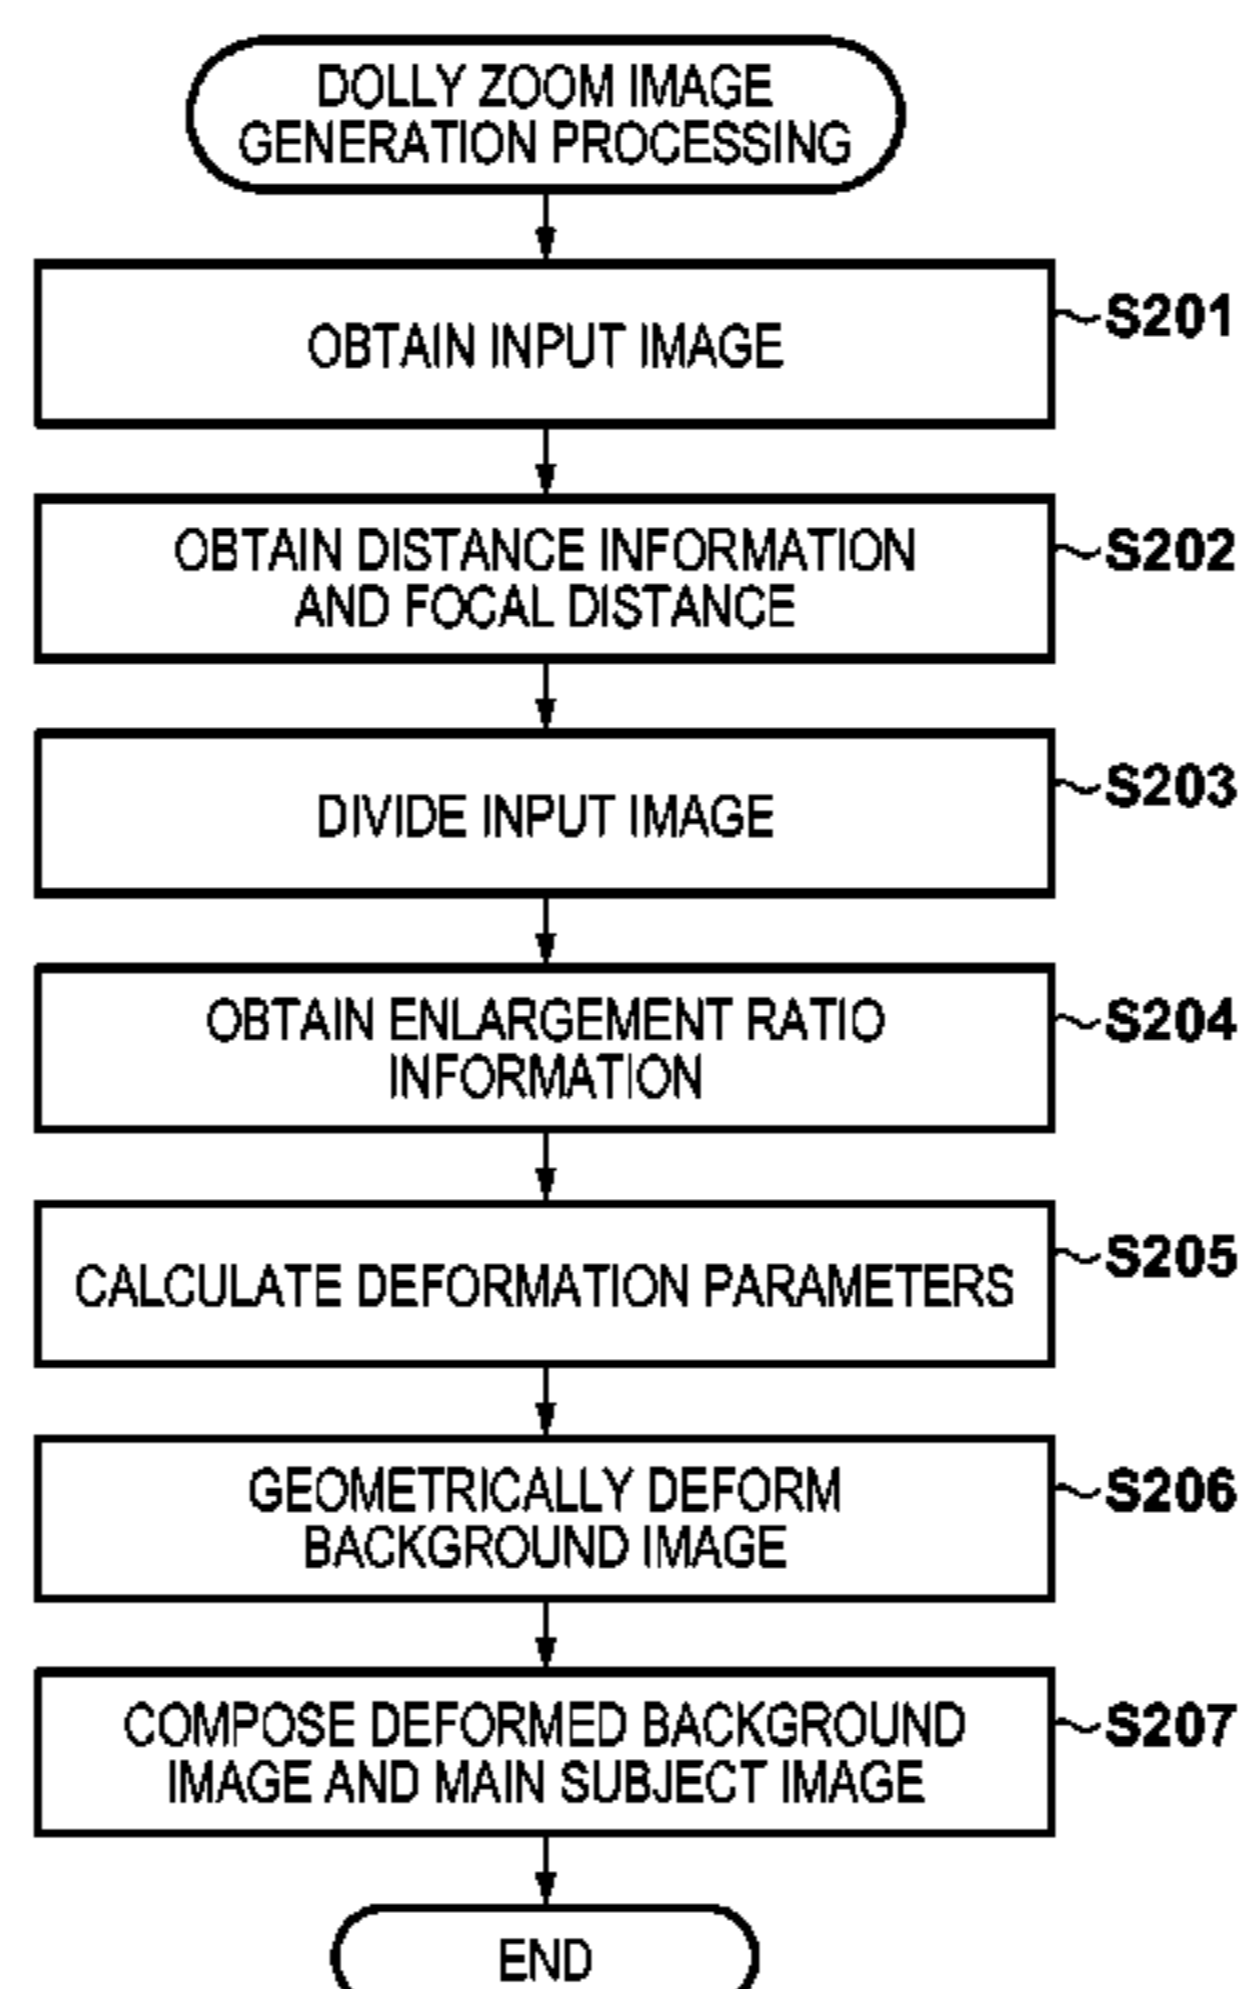 DOLLY ZOOM IMAGE
GENERATION PROCESSING
OBTAIN INPUT IMAGE
S201
OBTAIN DISTANCE INFORMATION
AND FOCAL DISTANCE
S202
DIVIDE INPUT IMAGE
S203
OBTAIN ENLARGEMENT RATIO
INFORMATION
S204
CALCULATE DEFORMATION PARAMETERS
S205
GEOMETRICALLY DEFORM
BACKGROUND IMAGE
S206
COMPOSE DEFORMED BACKGROUND
IMAGE AND MAIN SUBJECT IMAGE
S207
END